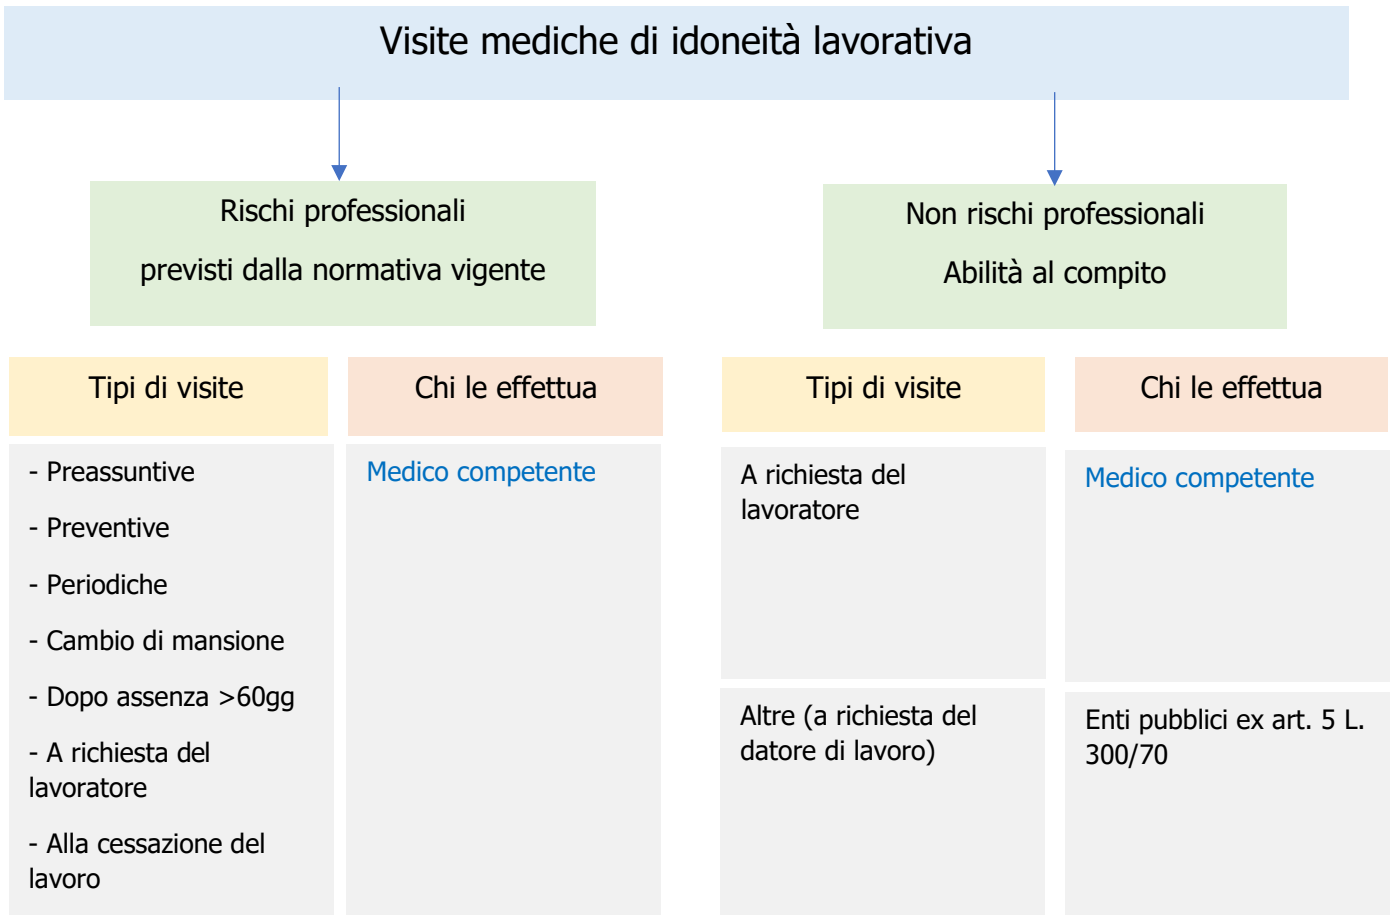 Visite mediche di idoneità lavorativa
Rischi professionali
previsti dalla normativa vigente
Non rischi professionali
Abilità al compito
Tipi di visite
Chi le effettua
- Preassuntive
- Preventive
- Periodiche
- Cambio di mansione
- Dopo assenza >60gg
- A richiesta del
lavoratore
- Alla cessazione del
lavoro
Medico competente
Tipi di visite
Chi le effettua
A richiesta del
lavoratore
Medico competente
Altre (a richiesta del
datore di lavoro)
Enti pubblici ex art. 5 L.
300/70